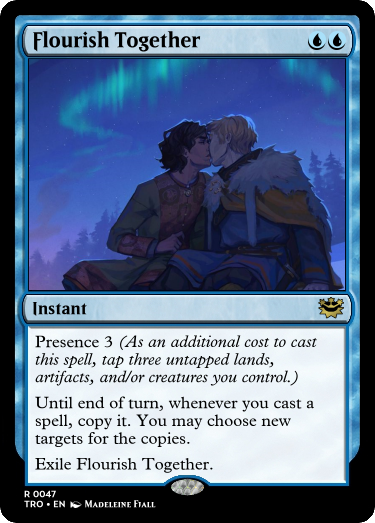 Flourish Together
Instant
Presence 3 (As an additional cost to cast
this spell, tap three untapped lands,
artifacts, and/or creatures you control.)
Until end of turn, whenever you cast a
spell, copy it. You may choose new
targets for the copies.
Exile Flourish Together.
R 0047
TRO • EN Madeleine Fiall